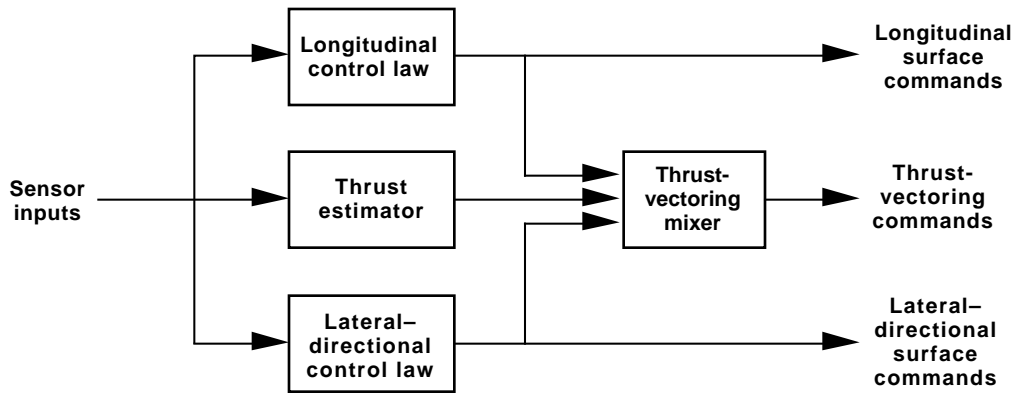 Sensor
inputs
Longitudinal
control law
Thrust
estimator
Lateral–
directional
control law
Thrust-
vectoring
mixer
Longitudinal
surface
commands
Thrust-
vectoring
commands
Lateral–
directional
surface
commands